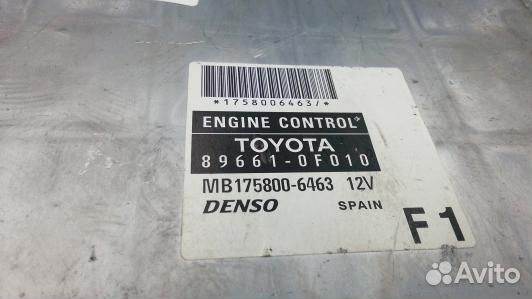 *1758006463/*
ENGINE CONTROL
TOYOTA
89661-0F010
MB175800-6463 12V
DENSO SPAIN F1
Avito